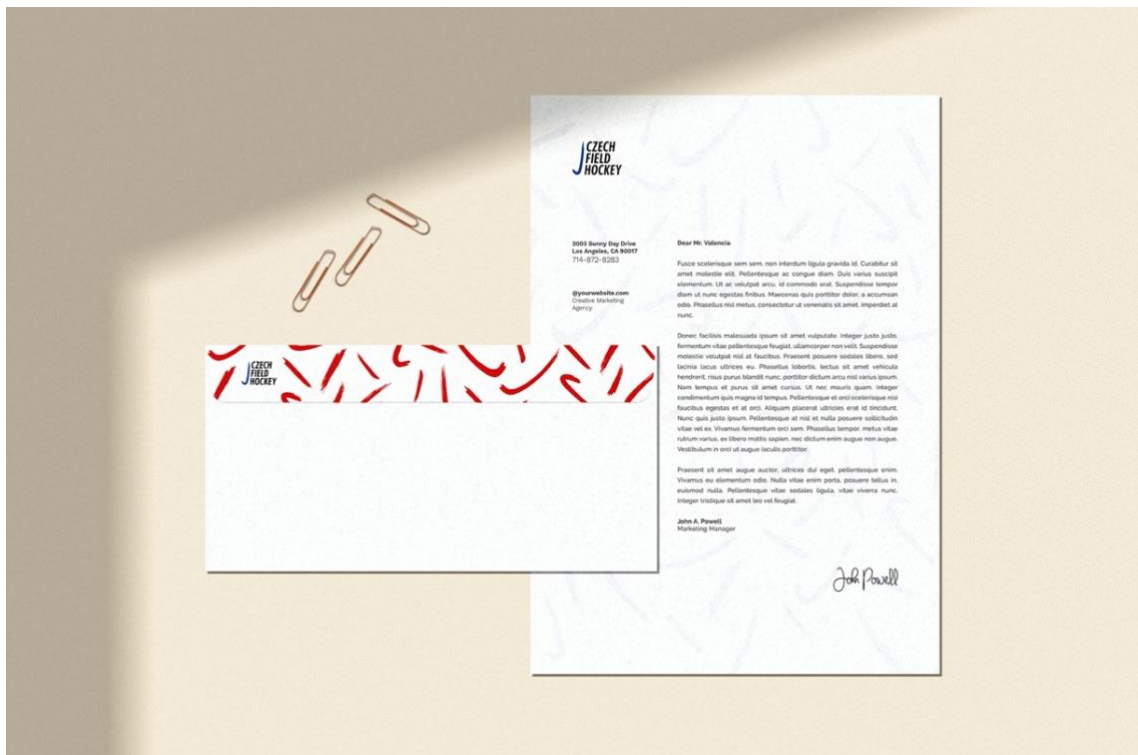 CZECH
FIELD
HOCKEY
3003 Sunny Day Drive
Los Angeles, CA 90017
714-872-8283
@yourwebsite.com
Creative Marketing
Agency
Dear Mr. Valencia
Fusce scelerisque sem sem, non interdum ligula gravida id. Curabitur sit
amet molestie elit. Pellentesque ac congue diam. Duis varius suscipit
elementum. Ut ac volutpat arcu, id commodo erat. Suspendisse tempor
diam ut nunc egestas finibus. Maecenas quis porttitor dolor, a accumsan
odio. Phasellus nisl metus, consectetur ut venenatis sit amet, imperdiet at
nunc.
Donec facilisis malesuada ipsum sit amet vulputate. Integer justo justo,
fermentum vitae pellentesque feugiat, ullamcorper non velit. Suspendisse
molestie volutpat nisl at faucibus. Praesent posuere sodales libero, sed
lacinia lacus ultrices eu. Phasellus lobortis, lectus sit amet vehicula
hendrerit, risus purus blandit nunc, porttitor dictum arcu nisl varius ipsum.
Nam tempus et purus sit amet cursus. Ut nec mauris quam. Integer
condimentum quis magna id tempus. Pellentesque et orci scelerisque nisi
faucibus egestas et at orci. Aliquam placerat ultricies erat id tincidunt.
Nunc quis justo ipsum. Pellentesque at nisl et nulla posuere sollicitudin
vitae vel ex. Vivamus fermentum orci sem. Phasellus tempor, metus vitae
rutrum varius, ex libero mattis sapien, nec dictum enim augue non augue.
Vestibulum in orci ut augue iaculis porttitor.
Praesent sit amet augue auctor, ultrices dui eget, pellentesque enim.
Vivamus eu elementum odio. Nulla vitae enim porta, posuere tellus in,
euismod nulla. Pellentesque vitae sodales ligula, vitae viverra nunc.
Integer tristique sit amet leo vel feugiat.
John A. Powell
Marketing Manager
John Powell
CZECH
FIELD
HOCKEY